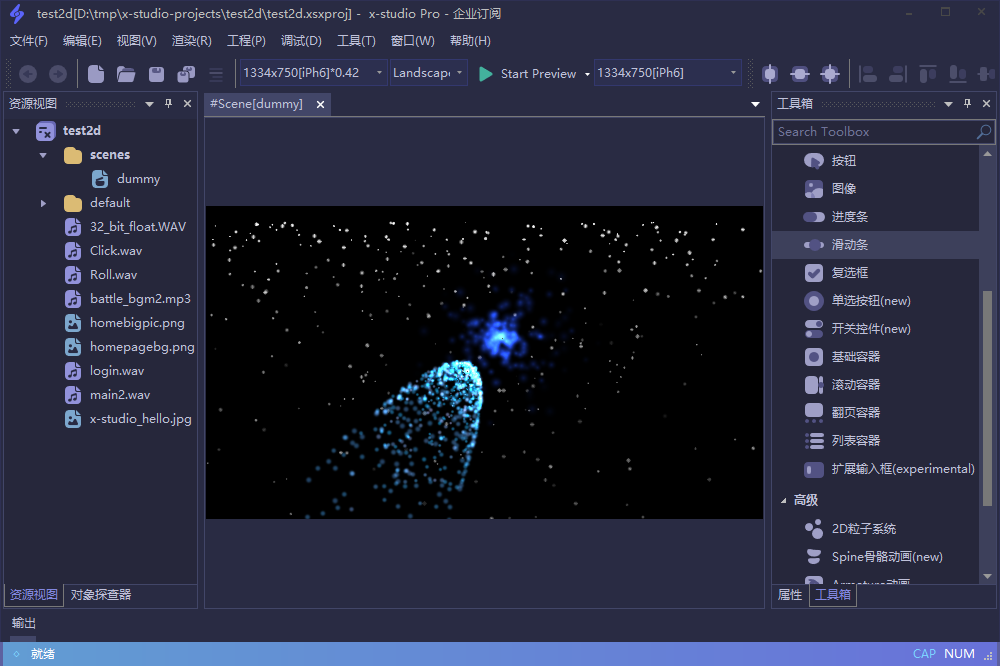 test2d[D:\tmp\x-studio-projects\test2d\test2d.xsxproj] - x-studio Pro - 企业订阅
文件(F) 编辑(E) 视图(V) 渲染(R) 工程(P) 调试(D) 工具(T) 窗口(W) 帮助(H)
1334x750[iPh6]*0.42 Landscap Start Preview 1334x750[iPh6]
资源视图
#Scene[dummy]
工具箱
test2d
scenes
dummy
default
32_bit_float.WAV
Click.wav
Roll.wav
battle_bgm2.mp3
homebigpic.png
homepagebg.png
login.wav
main2.wav
x-studio_hello.jpg
Search Toolbox
按钮
图像
进度条
滑动条
复选框
单选按钮(new)
开关控件(new)
基础容器
滚动容器
翻页容器
列表容器
扩展输入框(experimental)
高级
2D粒子系统
Spine骨骼动画(new)
Armature动画
资源视图 对象探查器
属性 工具箱
输出
就绪
CAP NUM